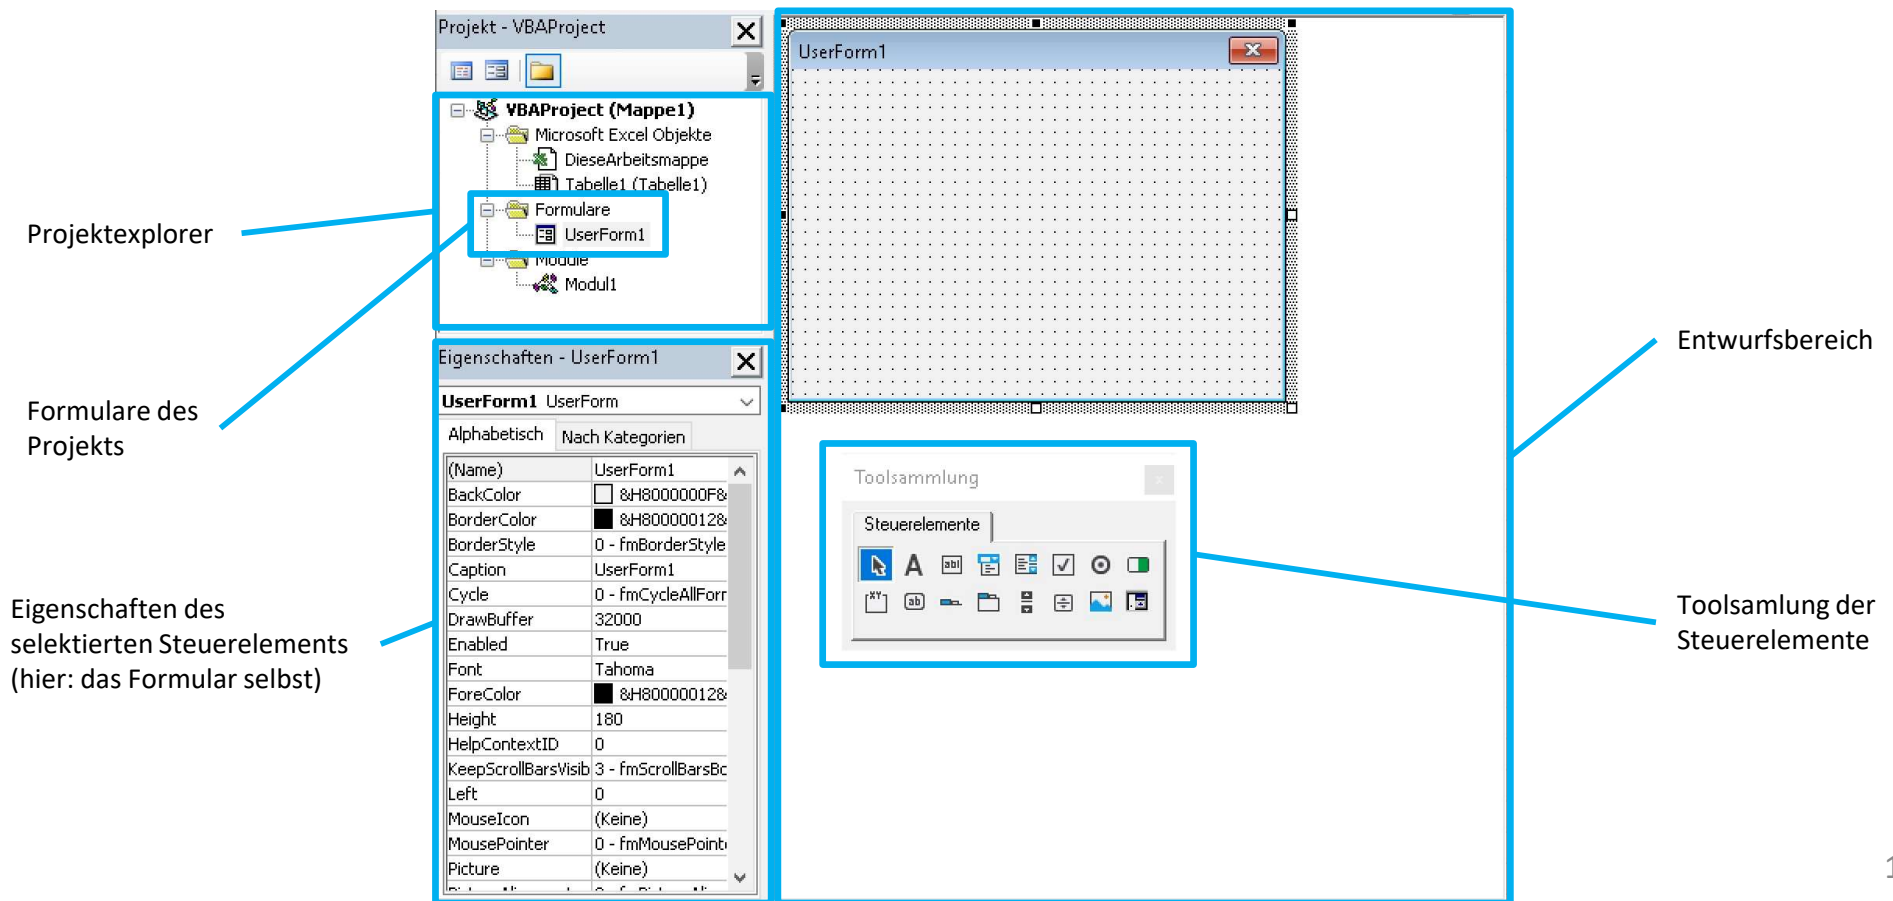 Projekt - VBAProject
VBAProject (Mappe1)
Microsoft Excel Objekte
DieseArbeitsmappe
Tabelle1 (Tabelle1)
Formulare
UserForm1
Module
Modul1
Eigenschaften - UserForm1
UserForm1 UserForm
Alphabetisch Nach Kategorien
(Name) UserForm1
BackColor &H8000000F&
BorderColor &H80000012&
BorderStyle 0 - fmBorderStyle
Caption UserForm1
Cycle 0 - fmCycleAllForr
DrawBuffer 32000
Enabled True
Font Tahoma
ForeColor &H80000012&
Height 180
HelpContextID 0
KeepScrollBarsVisib 3 - fmScrollBarsBo
Left 0
MouseIcon (Keine)
MousePointer 0 - fmMousePoint
Picture (Keine)
UserForm1
Toolsammlung
Steuerelemente
Projektexplorer
Formulare des
Projekts
Eigenschaften des
selektierten Steuerelements
(hier: das Formular selbst)
Entwurfsbereich
Toolsamlung der
Steuerelemente
1